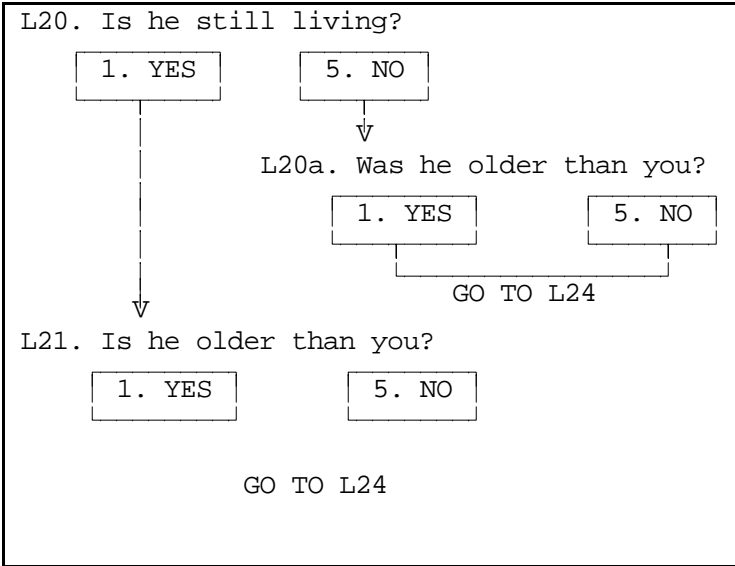 L20. Is he still living?
1. YES 5. NO
L20a. Was he older than you?
1. YES 5. NO
GO TO L24
L21. Is he older than you?
1. YES 5. NO
GO TO L24